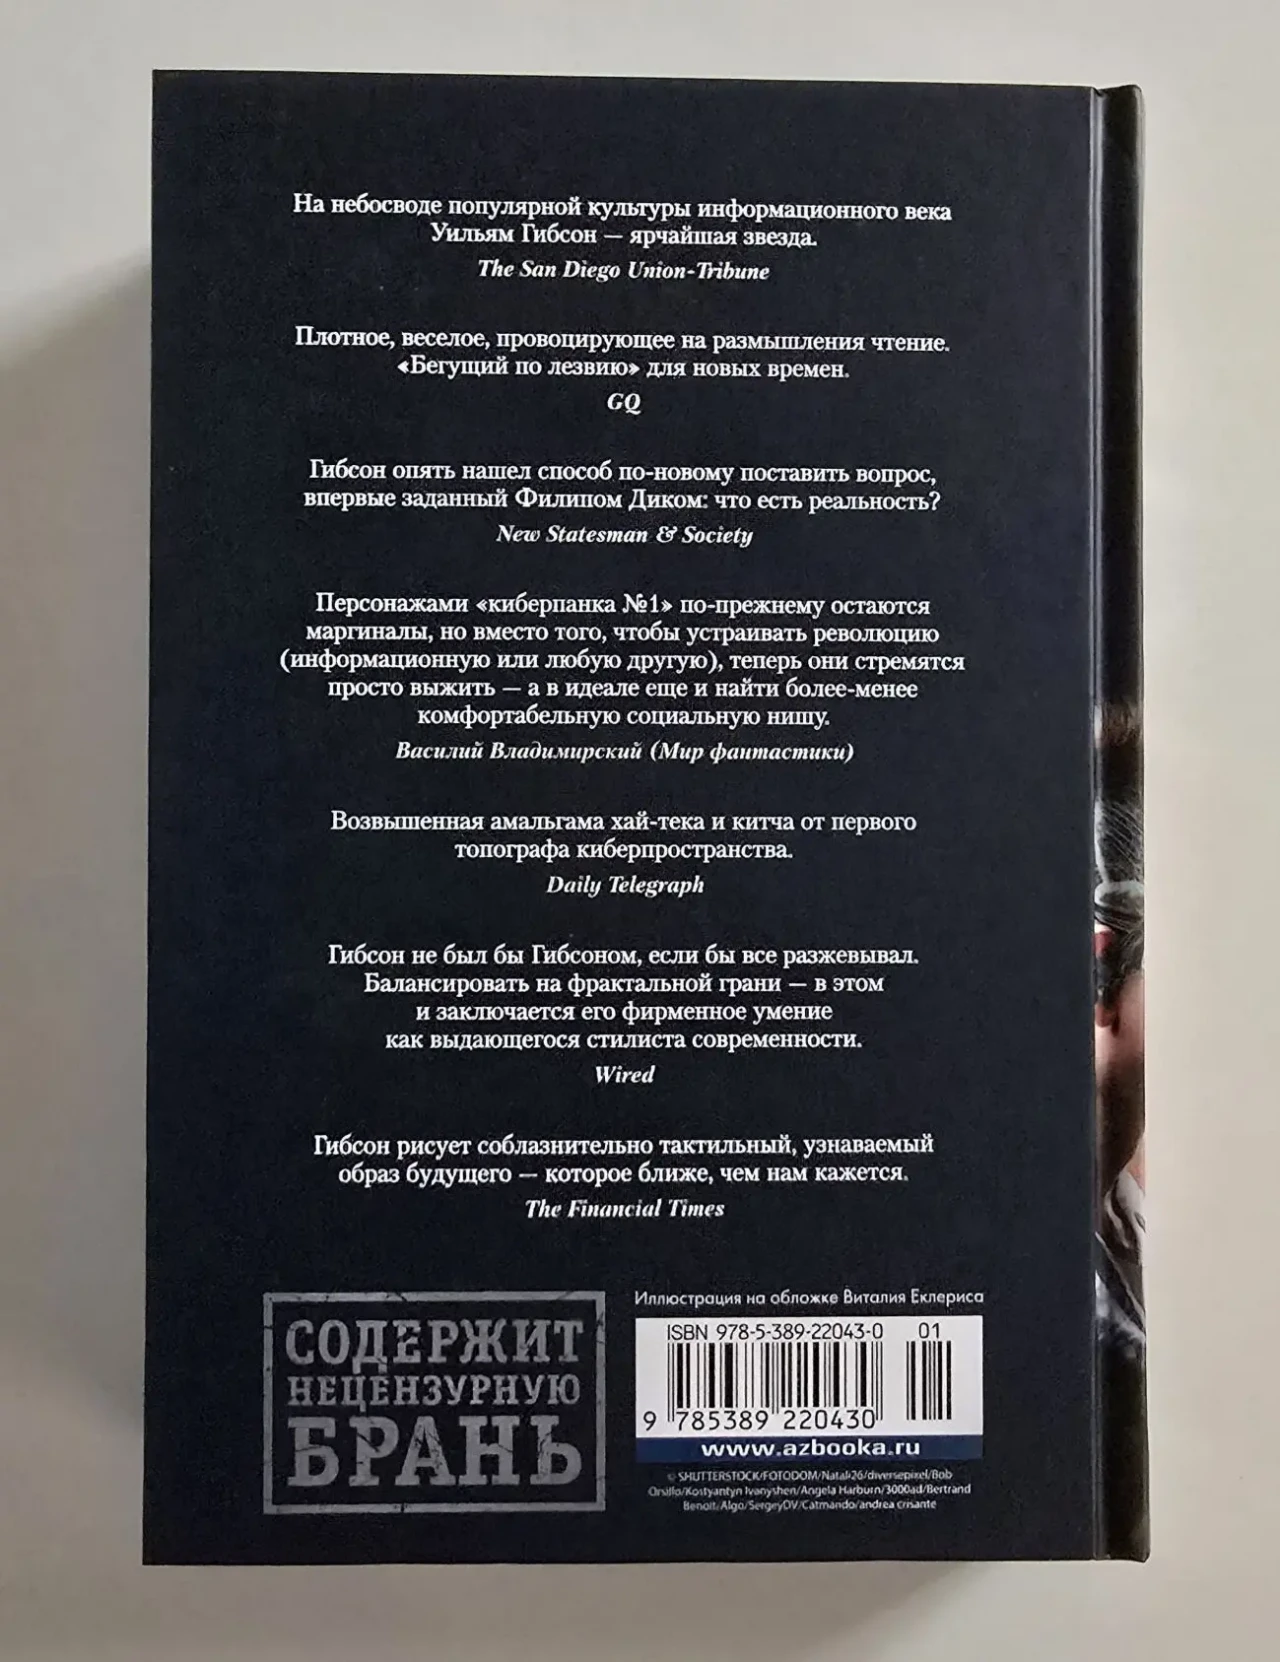 На небосводе популярной культуры информационного века
Уильям Гибсон — ярчайшая звезда.
The San Diego Union-Tribune
Плотное, веселое, провоцирующее на размышления чтение.
«Бегущий по лезвию» для новых времен.
GQ
Гибсон опять нашел способ по-новому поставить вопрос,
впервые заданный Филипом Диком: что есть реальность?
New Statesman & Society
Персонажами «киберпанка №1» по-прежнему остаются
маргиналы, но вместо того, чтобы устраивать революцию
(информационную или любую другую), теперь они стремятся
просто выжить — а в идеале еще и найти более-менее
комфортабельную социальную нишу.
Василий Владимирский (Мир фантастики)
Возвышенная амальгама хай-тека и китча от первого
топографа киберпространства.
Daily Telegraph
Гибсон не был бы Гибсоном, если бы все разжевывал.
Балансировать на фрактальной грани — в этом
и заключается его фирменное умение
как выдающегося стилиста современности.
Wired
Гибсон рисует соблазнительно тактильный, узнаваемый
образ будущего — которое ближе, чем нам кажется.
The Financial Times
СОДЕРЖИТ
НЕЦЕНЗУРНУЮ
БРАНЬ
Иллюстрация на обложке Виталия Еклериса
ISBN 978-5-389-22043-0 01
9 785389 220430
www.azbooka.ru
© SHUTTERSTOCK/FOTODOM/Natali26/diversepixel/Bob
Orsillo/Kostyantyn Ivanyshen/Angela Harburn/3000ad/Bertrand
Benoit/Algo/SergeyDV/Catmando/andrea crisante